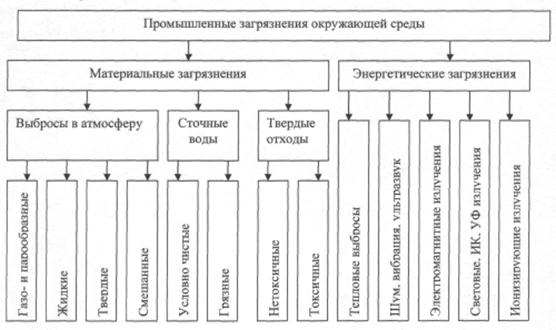 Промышленные загрязнения окружающей среды
Материальные загрязнения
Энергетические загрязнения
Выбросы в атмосферу
Сточные
воды
Твердые
отходы
Газо- и парообразные
Жидкие
Твердые
Смешанные
Условно чистые
Грязные
Нетоксичные
Токсичные
Тепловые выбросы
Шум, вибрация, ультразвук
Электромагнитные излучения
Световые, ИК, УФ излучения
Ионизирующие излучения